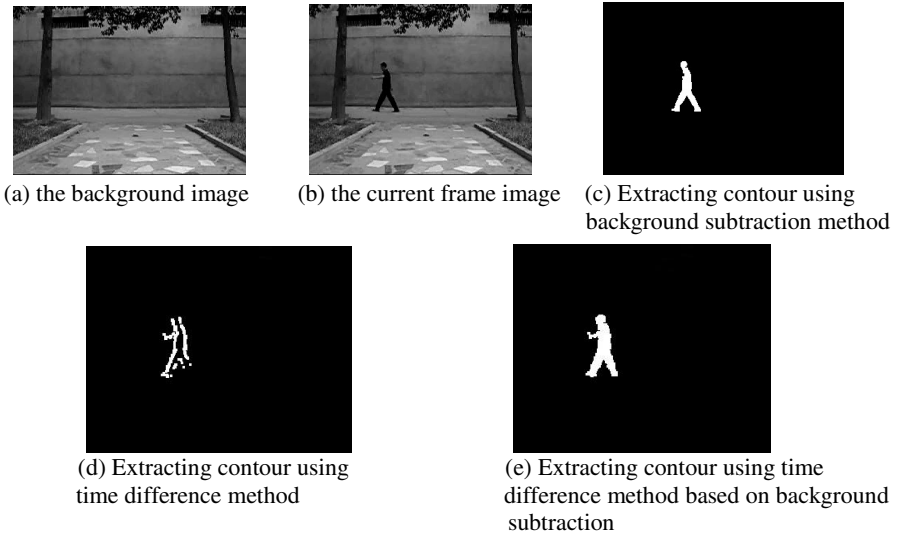 (a) the background image
(b) the current frame image
(c) Extracting contour using
background subtraction method
(d) Extracting contour using
time difference method
(e) Extracting contour using time
difference method based on background
subtraction